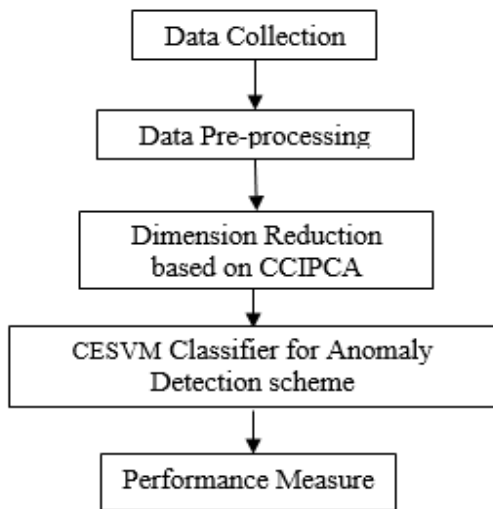 Data Collection
Data Pre-processing
Dimension Reduction
based on CCIPCA
CESVM Classifier for Anomaly
Detection scheme
Performance Measure